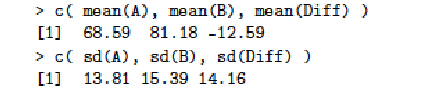 > c( mean(A), mean(B), mean(Diff) )
[1] 68.59 81.18 -12.59
> c( sd(A), sd(B), sd(Diff) )
[1] 13.81 15.39 14.16